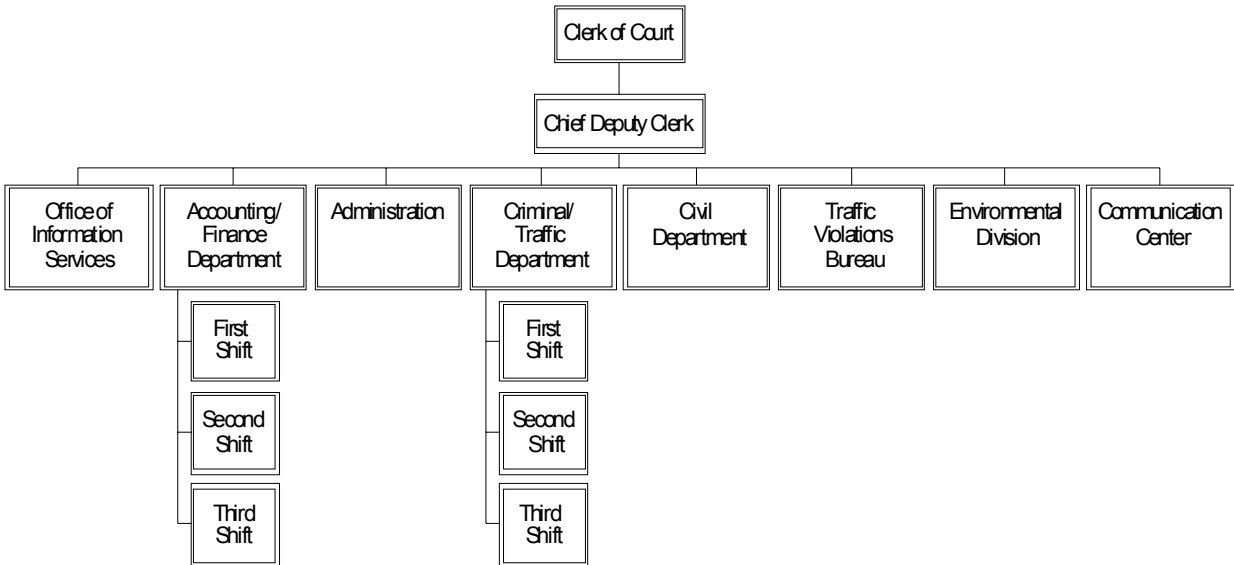 Clerk of Court
Chief Deputy Clerk
Office of
Information
Services
Accounting/
Finance
Department
Administration
Criminal/
Traffic
Department
Civil
Department
Traffic
Violations
Bureau
Environmental
Division
Communication
Center
First
Shift
Second
Shift
Third
Shift
First
Shift
Second
Shift
Third
Shift